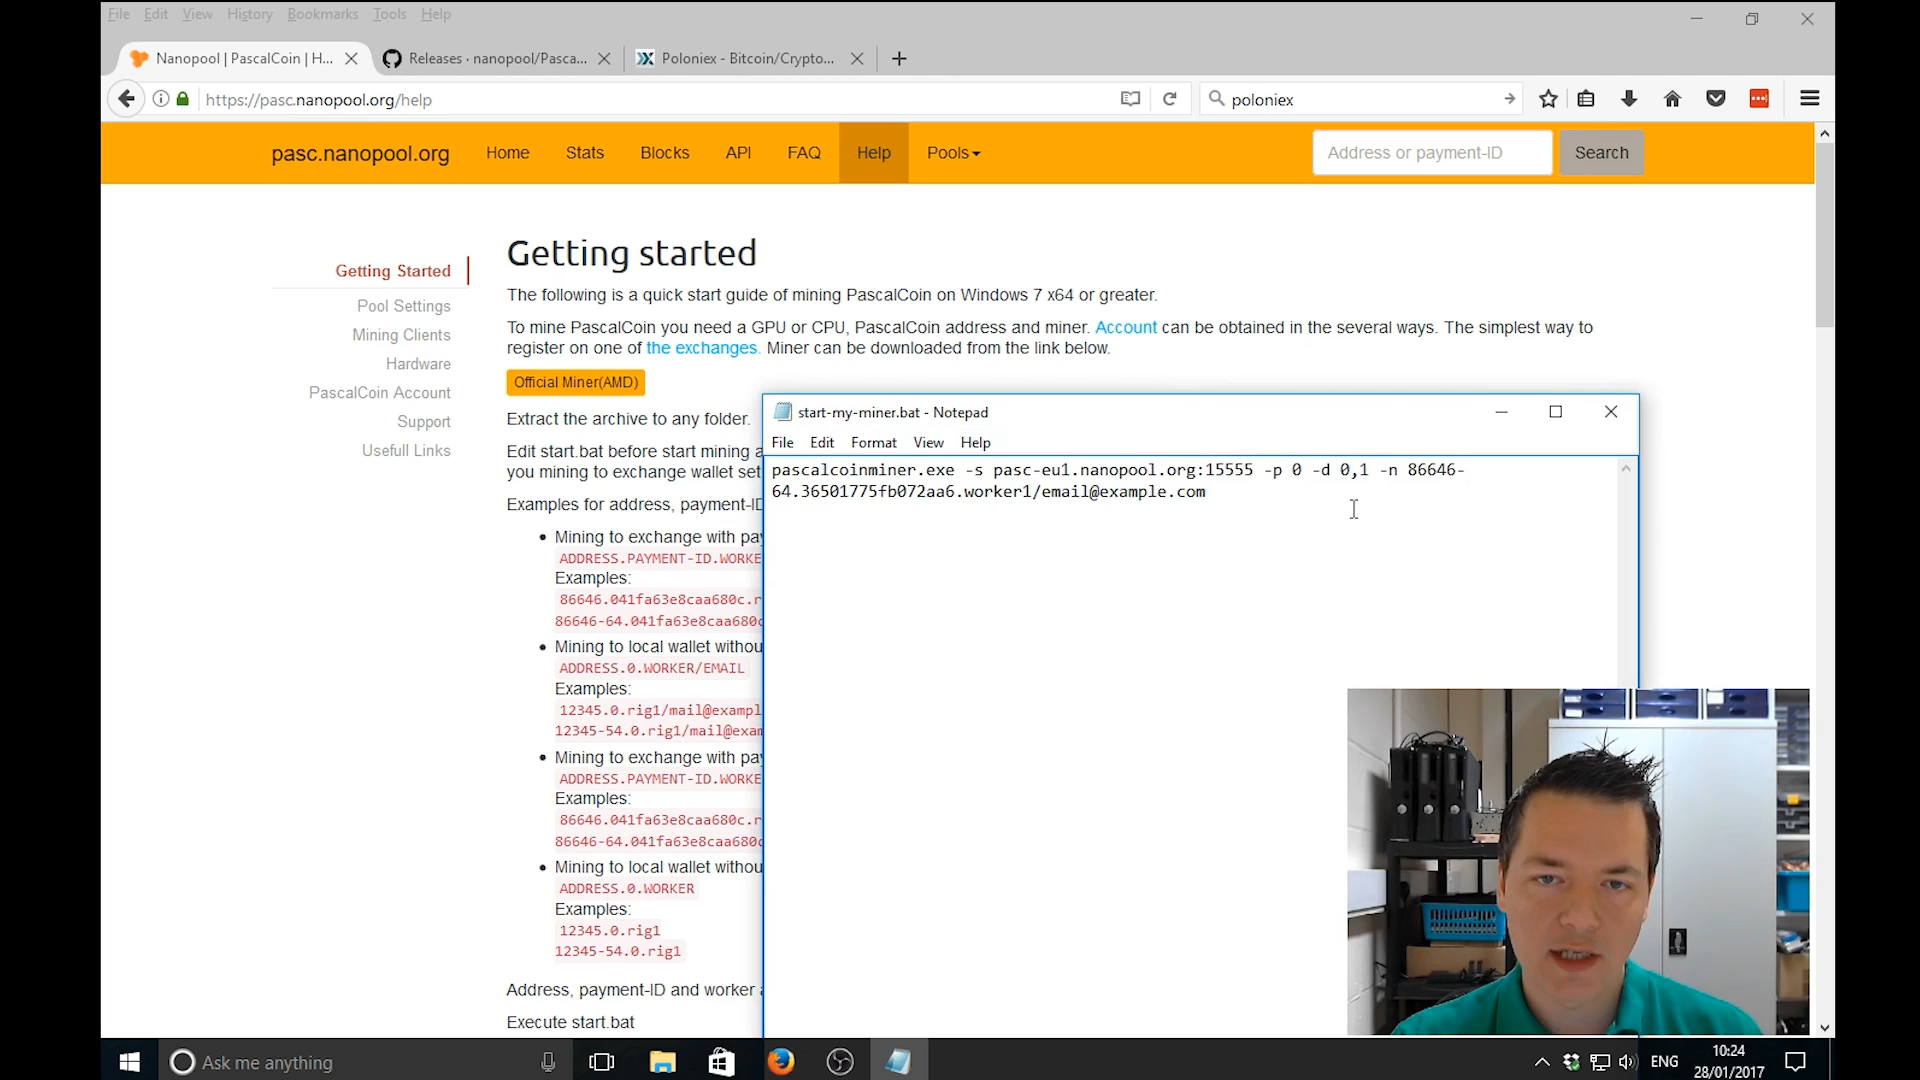 File Edit View History Bookmarks Tools Help
Nanopool | PascalCoin | H...
Releases · nanopool/Pasca...
Poloniex - Bitcoin/Crypto...
https://pasc.nanopool.org/help
poloniex
pasc.nanopool.org
Home Stats Blocks API FAQ Help Pools
Address or payment-ID
Search
Getting Started
Pool Settings
Mining Clients
Hardware
PascalCoin Account
Support
Usefull Links
Getting started
The following is a quick start guide of mining PascalCoin on Windows 7 x64 or greater.
To mine PascalCoin you need a GPU or CPU, PascalCoin address and miner. Account can be obtained in the several ways. The simplest way to
register on one of the exchanges. Miner can be downloaded from the link below.
Official Miner(AMD)
Extract the archive to any folder.
Edit start.bat before start mining a
you mining to exchange wallet set
Examples for address, payment-ID
Mining to exchange with pay
ADDRESS.PAYMENT-ID.WORKE
Examples:
86646.041fa63e8caa680c.r
86646-64.041fa63e8caa680c
Mining to local wallet withou
ADDRESS.0.WORKER/EMAIL
Examples:
12345.0.rig1/mail@exampl
12345-54.0.rig1/mail@exam
Mining to exchange with pay
ADDRESS.PAYMENT-ID.WORKE
Examples:
86646.041fa63e8caa680c.r
86646-64.041fa63e8caa680c
Mining to local wallet withou
ADDRESS.0.WORKER
Examples:
12345.0.rig1
12345-54.0.rig1
Address, payment-ID and worker a
Execute start.bat
start-my-miner.bat - Notepad
File Edit Format View Help
pascalcoinminer.exe -s pasc-eu1.nanopool.org:15555 -p 0 -d 0,1 -n 86646-
64.36501775fb072aa6.worker1/email@example.com
Ask me anything
ENG
10:24
28/01/2017